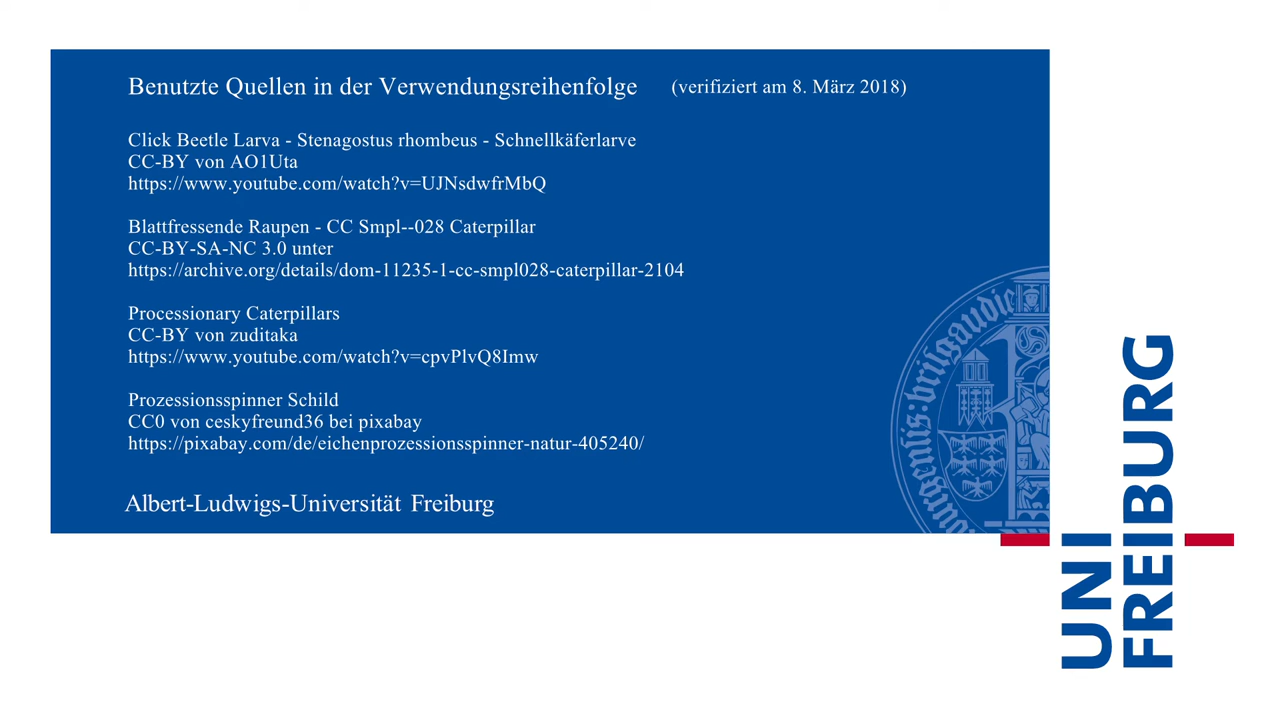 Benutzte Quellen in der Verwendungsreihenfolge (verifiziert am 8. März 2018)
Click Beetle Larva - Stenagostus rhombeus - Schnellkäferlarve
CC-BY von AO1Uta
https://www.youtube.com/watch?v=UJNsdwfrMbQ
Blattfressende Raupen - CC Smpl--028 Caterpillar
CC-BY-SA-NC 3.0 unter
https://archive.org/details/dom-11235-1-cc-smpl028-caterpillar-2104
Processionary Caterpillars
CC-BY von zuditaka
https://www.youtube.com/watch?v=cpvPlvQ8Imw
Prozessionsspinner Schild
CC0 von ceskyfreund36 bei pixabay
https://pixabay.com/de/eichenprozessionsspinner-natur-405240/
Albert-Ludwigs-Universität Freiburg
UNI
FREIBURG